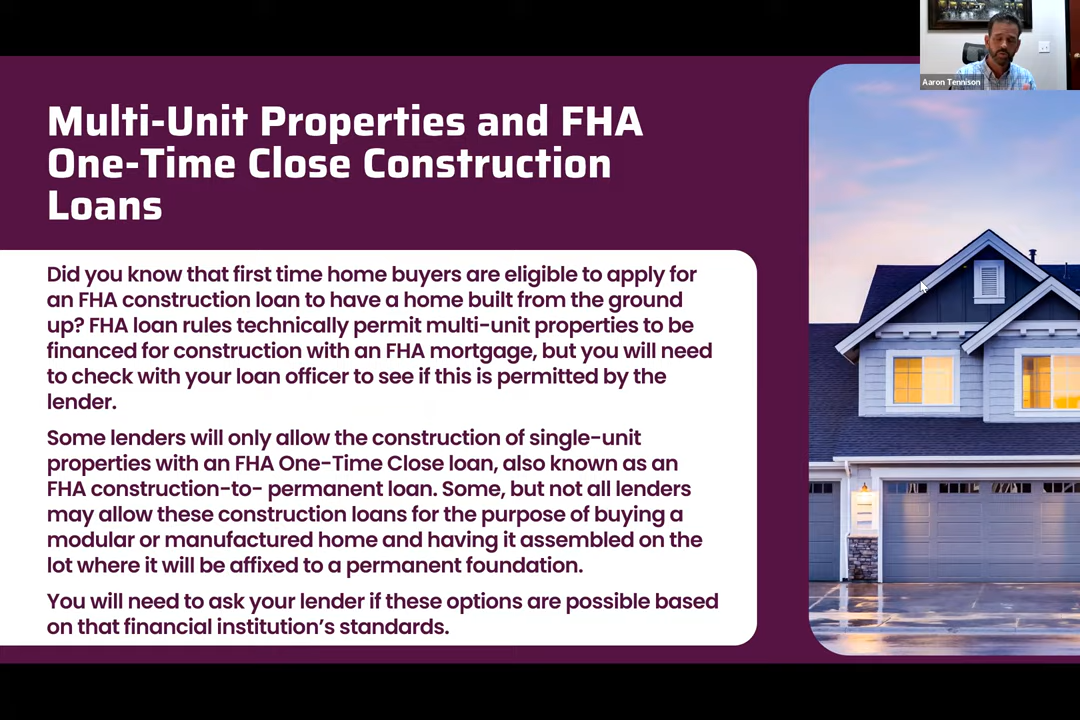 Multi-Unit Properties and FHA
One-Time Close Construction
Loans
Did you know that first time home buyers are eligible to apply for
an FHA construction loan to have a home built from the ground
up? FHA loan rules technically permit multi-unit properties to be
financed for construction with an FHA mortgage, but you will need
to check with your loan officer to see if this is permitted by the
lender.
Some lenders will only allow the construction of single-unit
properties with an FHA One-Time Close loan, also known as an
FHA construction-to- permanent loan. Some, but not all lenders
may allow these construction loans for the purpose of buying a
modular or manufactured home and having it assembled on the
lot where it will be affixed to a permanent foundation.
You will need to ask your lender if these options are possible based
on that financial institution’s standards.
Aaron Tennison